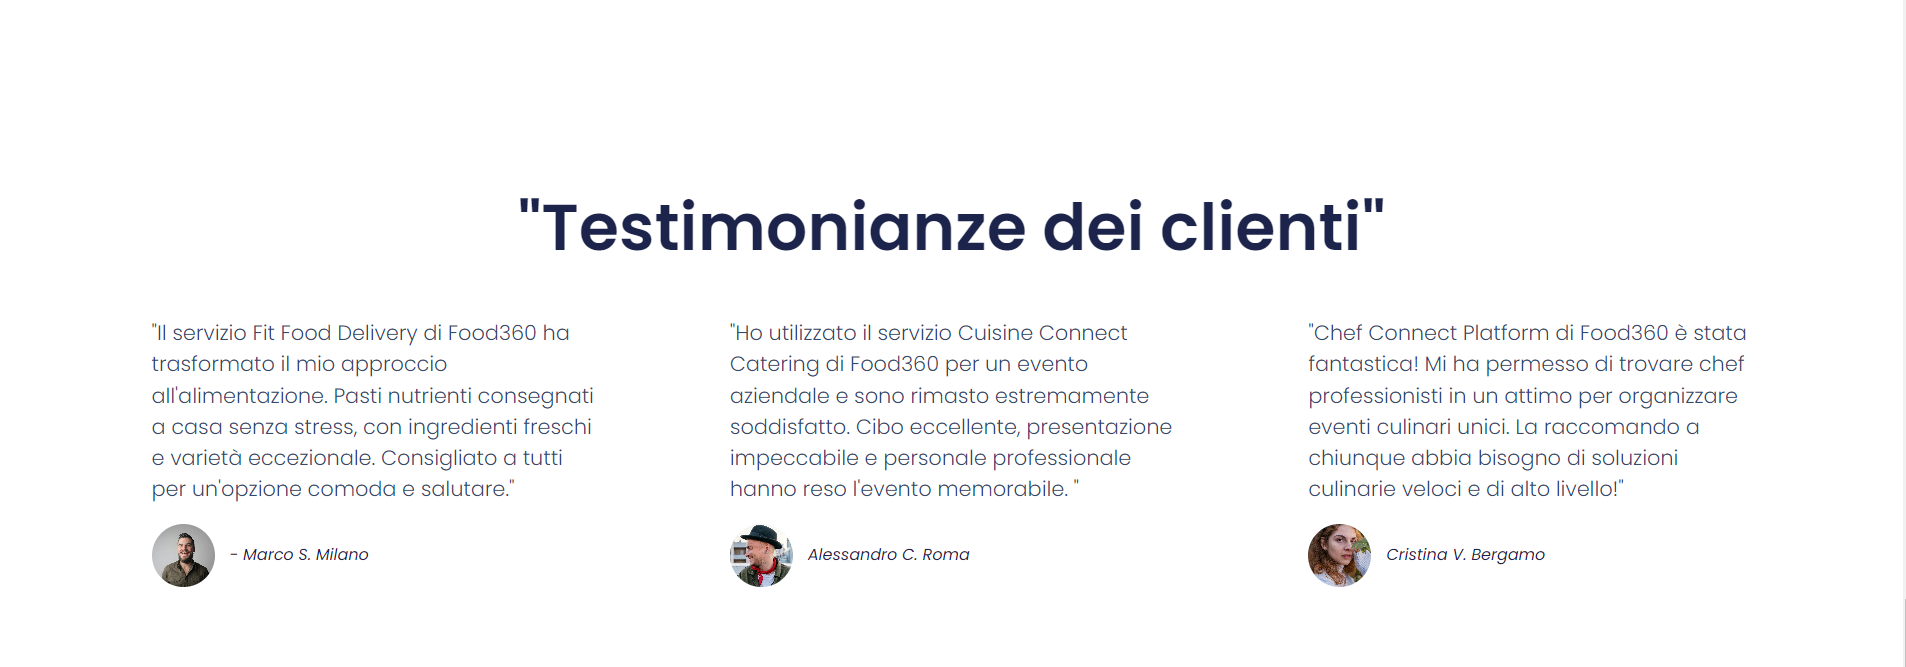 "Testimonianze dei clienti"
"Il servizio Fit Food Delivery di Food360 ha
trasformato il mio approccio
all'alimentazione. Pasti nutrienti consegnati
a casa senza stress, con ingredienti freschi
e varietà eccezionale. Consigliato a tutti
per un'opzione comoda e salutare."
- Marco S. Milano
"Ho utilizzato il servizio Cuisine Connect
Catering di Food360 per un evento
aziendale e sono rimasto estremamente
soddisfatto. Cibo eccellente, presentazione
impeccabile e personale professionale
hanno reso l'evento memorabile. "
Alessandro C. Roma
"Chef Connect Platform di Food360 è stata
fantastica! Mi ha permesso di trovare chef
professionisti in un attimo per organizzare
eventi culinari unici. La raccomando a
chiunque abbia bisogno di soluzioni
culinarie veloci e di alto livello!"
Cristina V. Bergamo